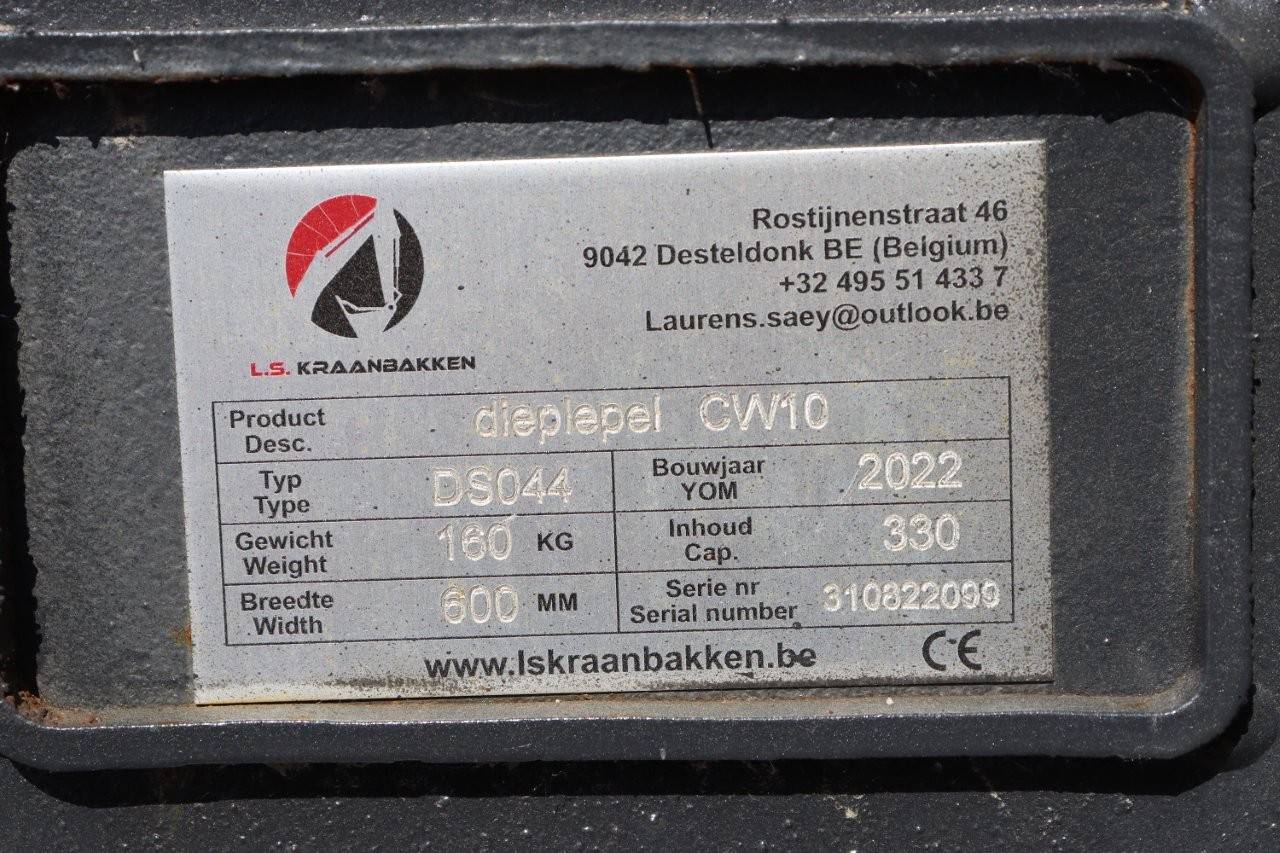 L.S. KRAANBAKKEN
Rostijnenstraat 46
9042 Desteldonk BE (Belgium)
+32 495 51 433 7
Laurens.saey@outlook.be
Product Desc. dieplepel CW10
Typ Type DS044 Bouwjaar YOM 2022
Gewicht Weight 160 KG Inhoud Cap. 330
Breedte Width 600 MM Serie nr Serial number 310822099
www.lskraanbakken.be CE